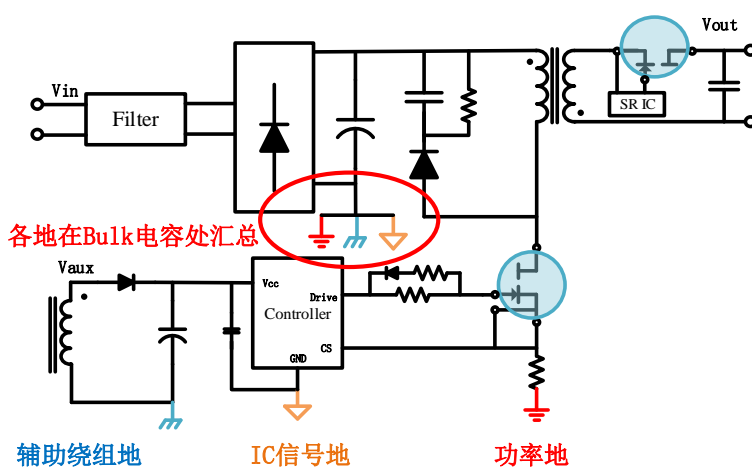 Vout
Vin
Filter
SR IC
各地在Bulk电容处汇总
Vaux
Vcc
Drive
Controller
CS
GND
辅助绕组地
IC信号地
功率地